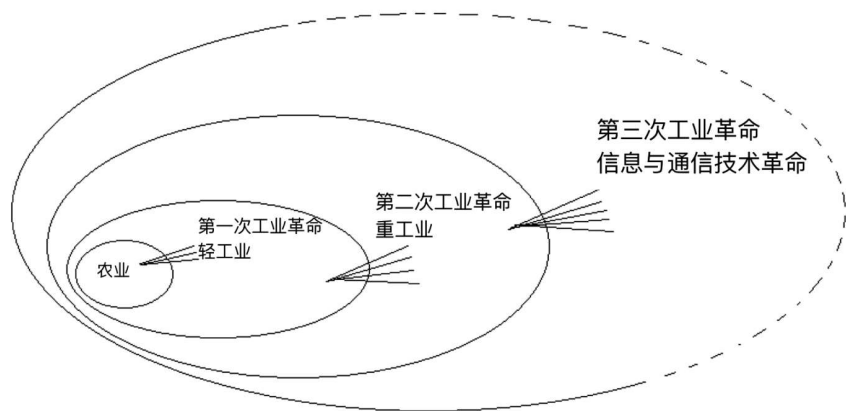 农业
第一次工业革命
轻工业
第二次工业革命
重工业
第三次工业革命
信息与通信技术革命